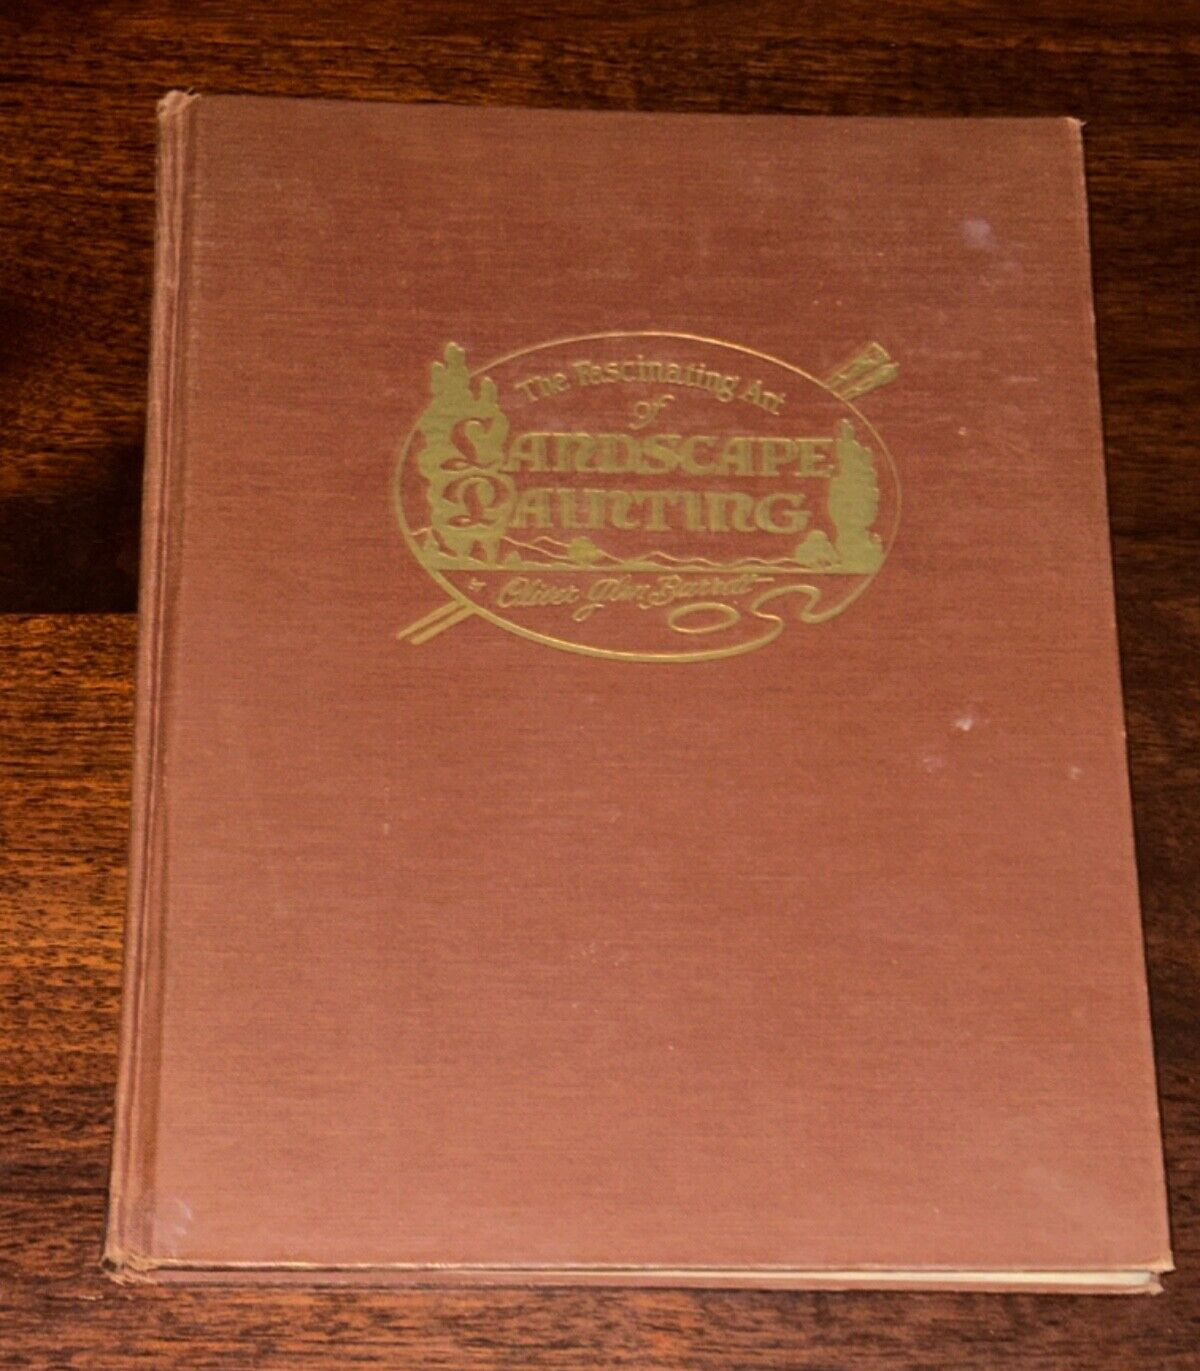 The Fascinating Art
of
LANDSCAPE
PAINTING
by Oliver Glen Barrett